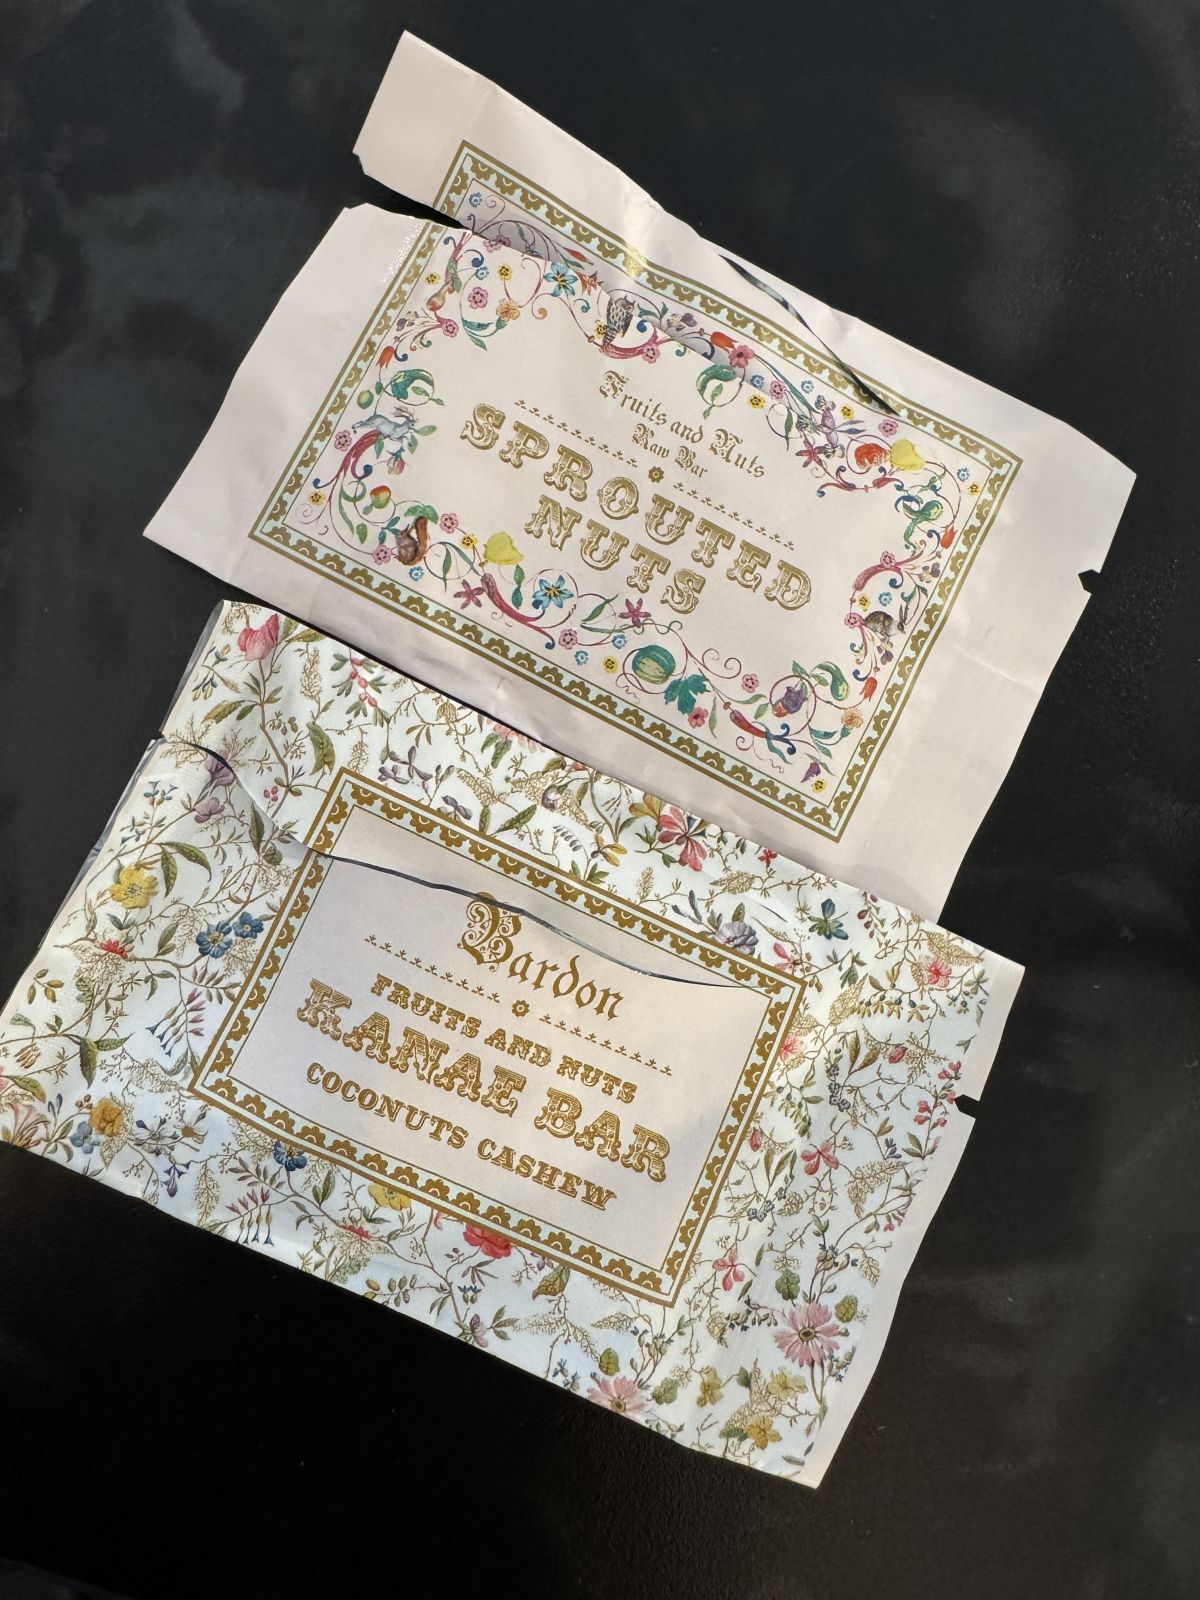 Fruits and Nuts
Raw Bar
SPROUTED
NUTS
Bardon
FRUITS AND NUTS
KANAE BAR
COCONUTS CASHEW